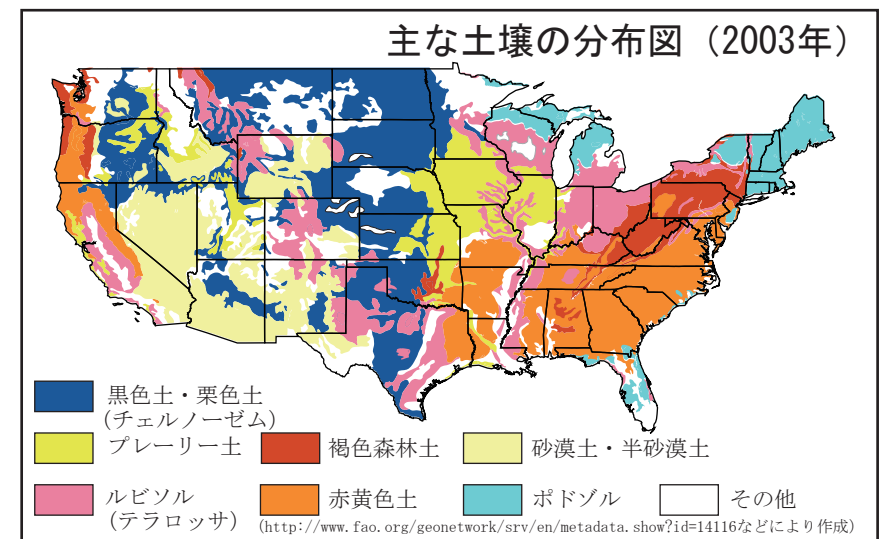 主な土壌の分布図（2003年）
黒色土・栗色土
(チェルノーゼム)
プレーリー土
褐色森林土
砂漠土・半砂漠土
ルビソル
(テラロッサ)
赤黄色土
ポドゾル
その他
(http://www.fao.org/geonetwork/srv/en/metadata.show?id=14116などにより作成)